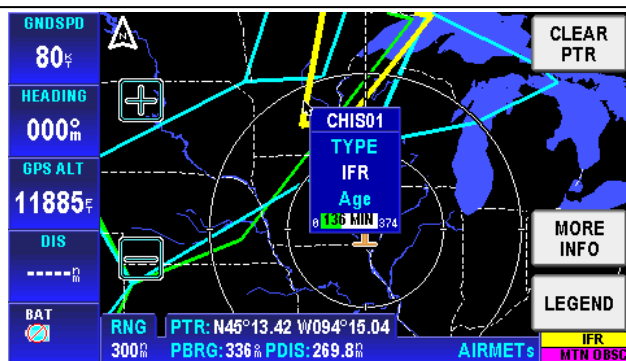 GNDSPD
80KT
HEADING
000°m
GPS ALT
11885FT
DIS
-----nm
BAT
N
CHIS01
TYPE
IFR
Age
0 136 MIN 374
CLEAR
PTR
MORE
INFO
LEGEND
RNG
300nm
PTR: N45°13.42 W094°15.04
PBRG: 336°m PDIS: 269.8nm
AIRMETs
IFR
MTN OBSC